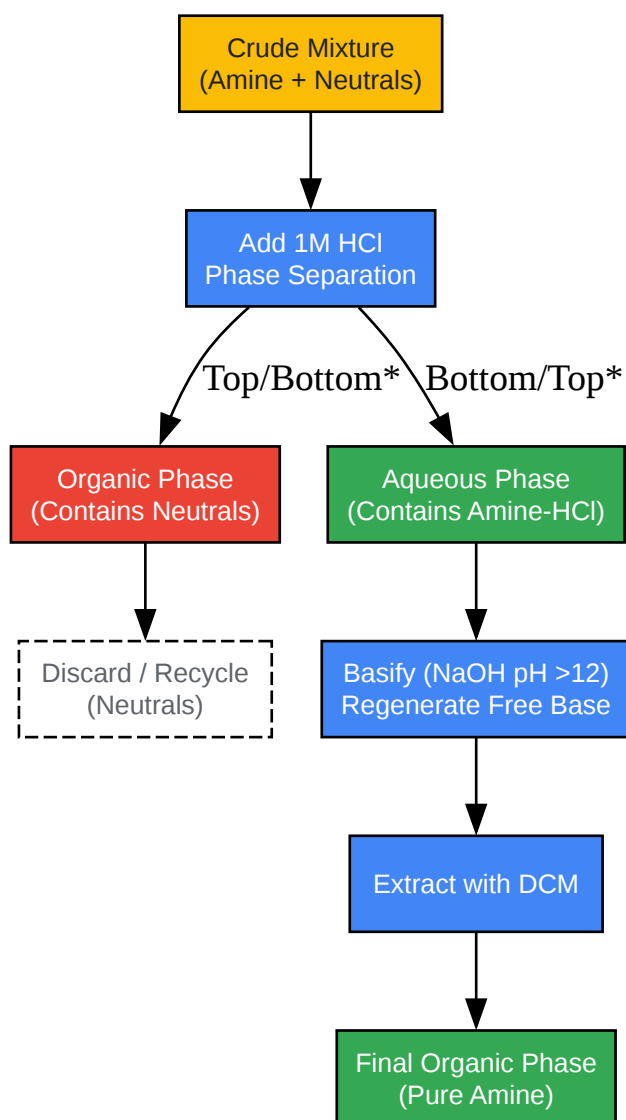 Crude Mixture
(Amine + Neutrals)
Add 1M HCl
Phase Separation
Top/Bottom*
Bottom/Top*
Organic Phase
(Contains Neutrals)
Aqueous Phase
(Contains Amine-HCl)
Discard / Recycle
(Neutrals)
Basify (NaOH pH >12)
Regenerate Free Base
Extract with DCM
Final Organic Phase
(Pure Amine)